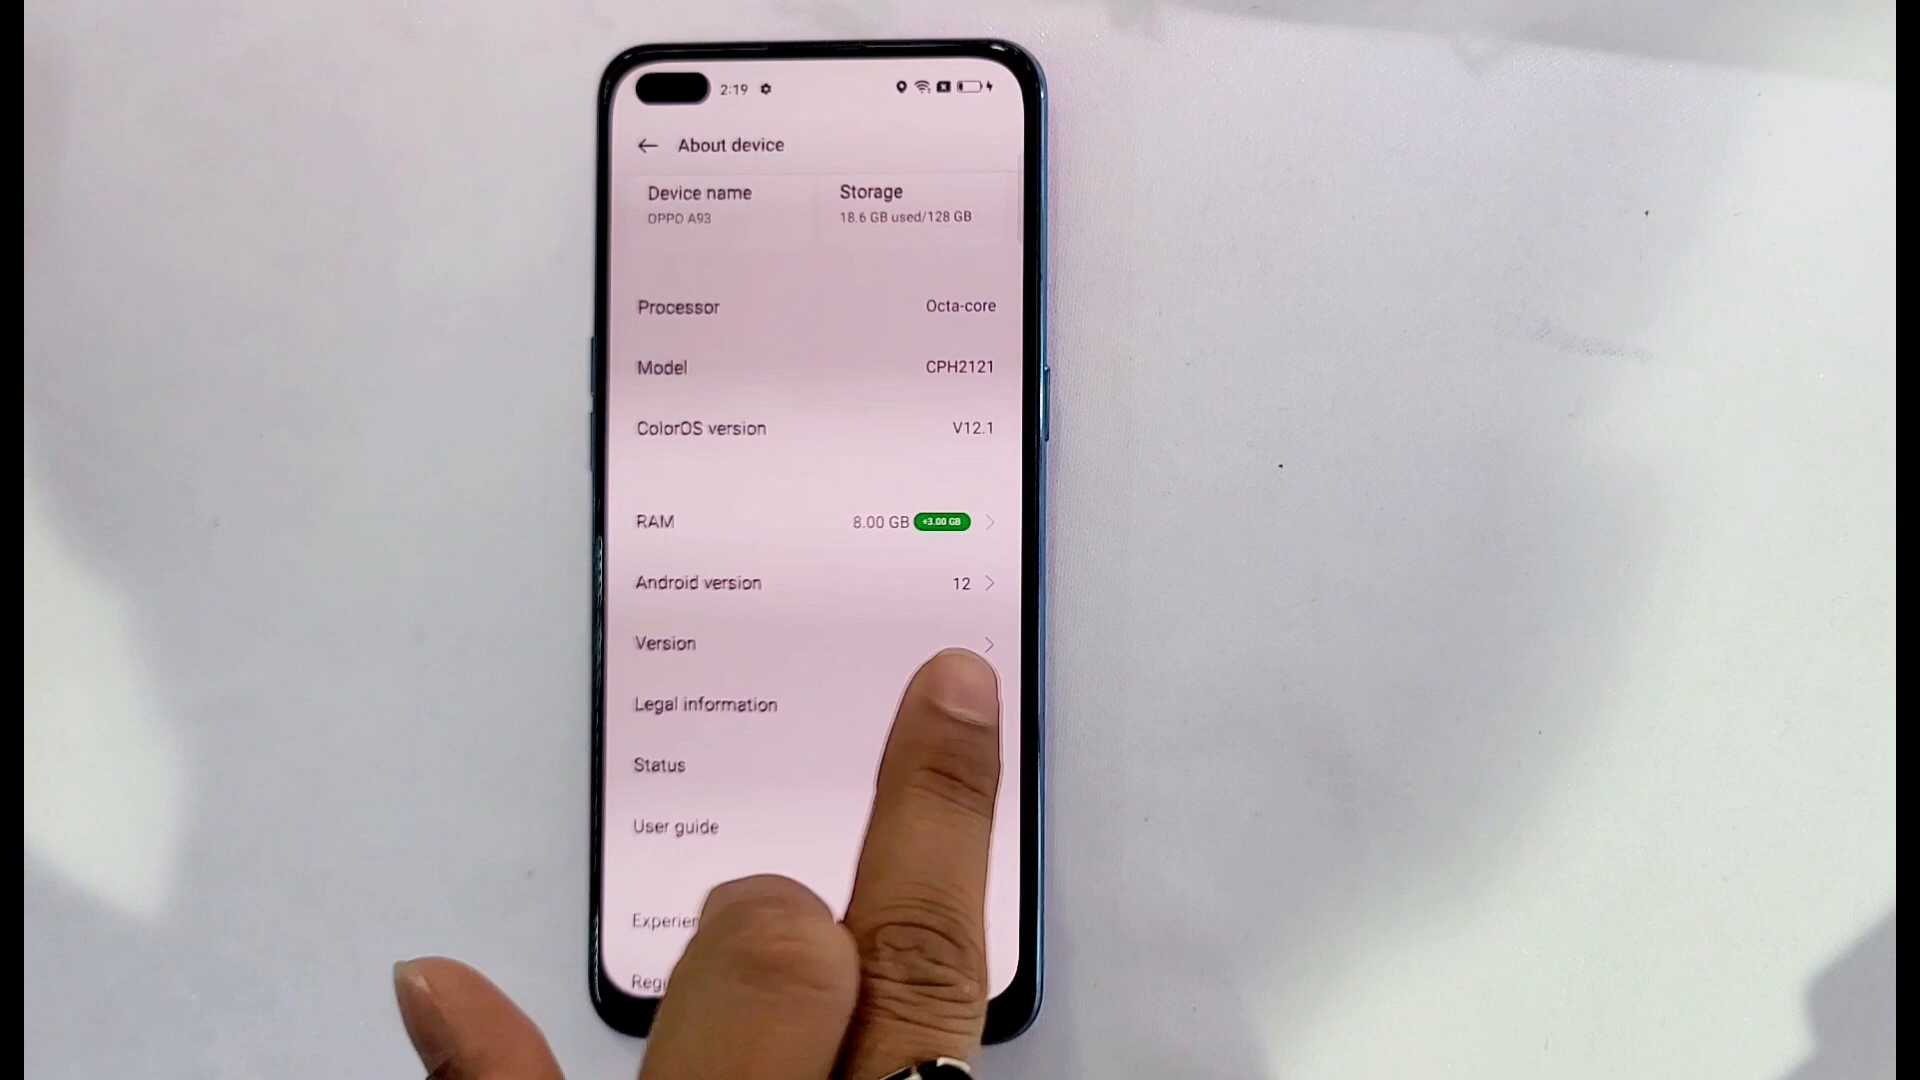 2:19
About device
Device name
OPPO A93
Storage
18.6 GB used/128 GB
Processor
Octa-core
Model
CPH2121
ColorOS version
V12.1
RAM
8.00 GB +3.00 GB
Android version
12
Version
Legal information
Status
User guide